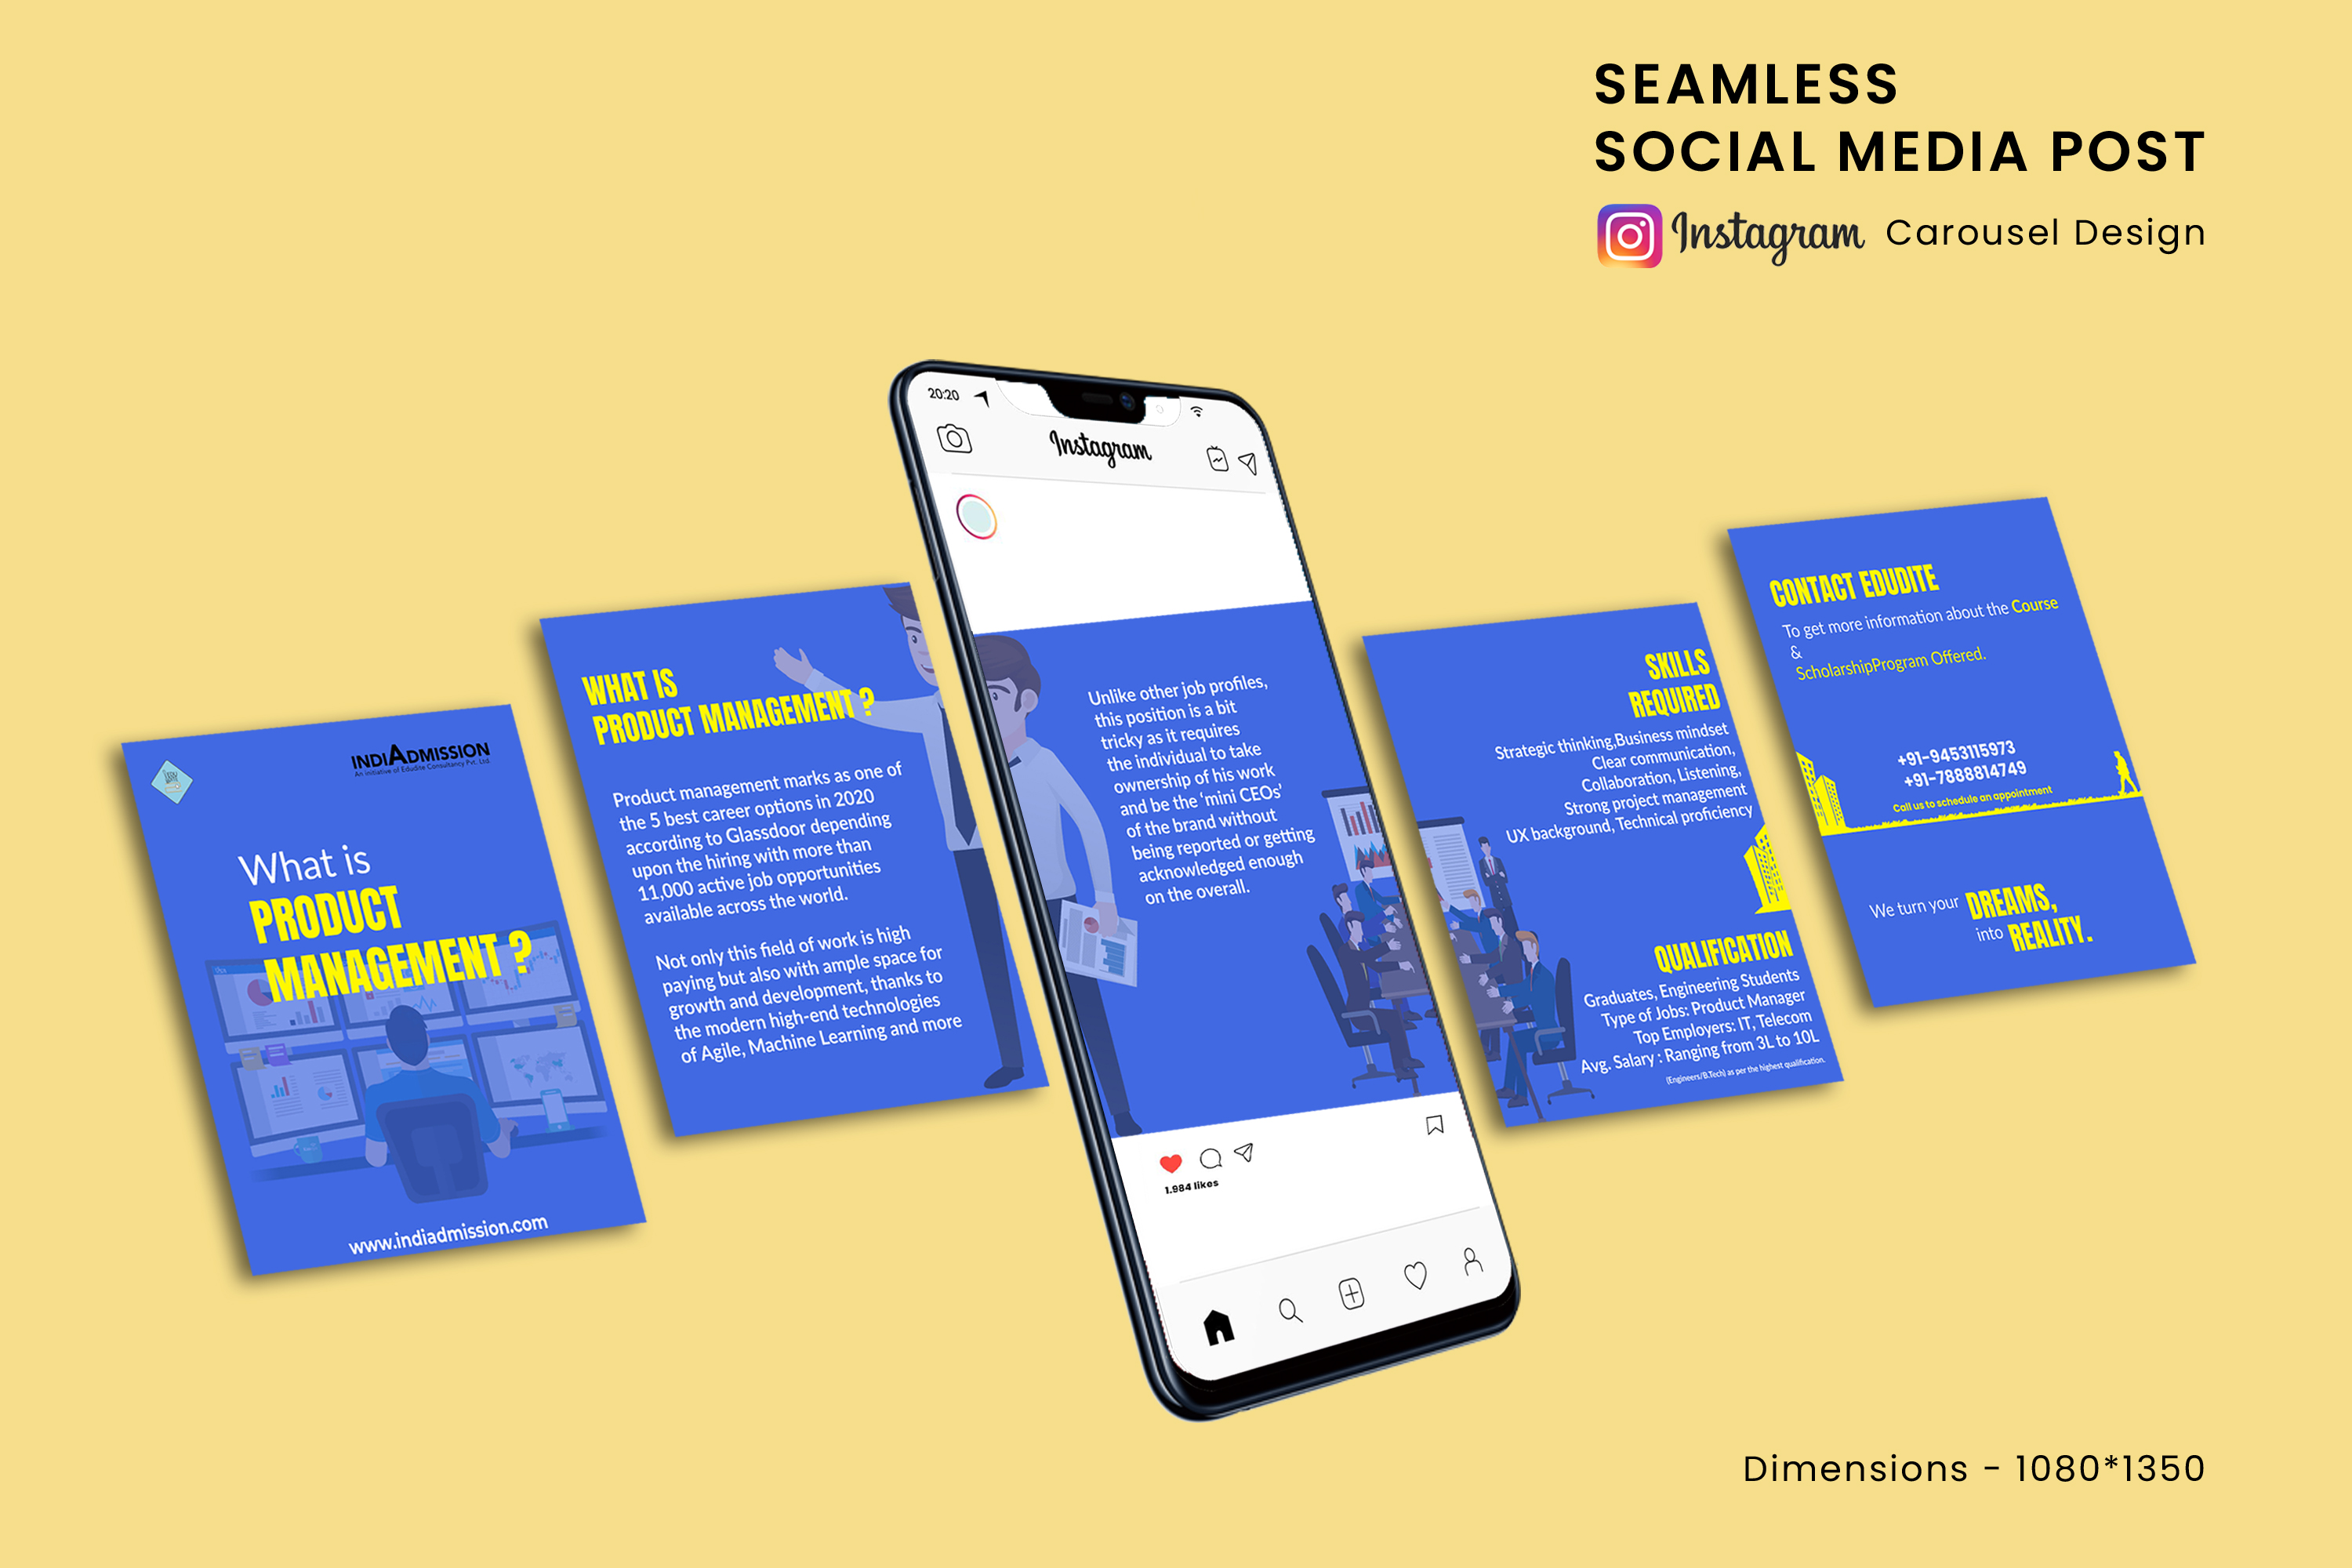 SEAMLESS
SOCIAL MEDIA POST
Instagram Carousel Design
INDIADMISSION
An initiative of Edudite Consultancy Pvt. Ltd.
What is
PRODUCT
MANAGEMENT ?
www.indiadmission.com
WHAT IS
PRODUCT MANAGEMENT ?
Product management marks as one of
the 5 best career options in 2020
according to Glassdoor depending
upon the hiring with more than
11,000 active job opportunities
available across the world.
Not only this field of work is high
paying but also with ample space for
growth and development, thanks to
the modern high-end technologies
of Agile, Machine Learning and more
20:20
Instagram
Unlike other job profiles,
this position is a bit
tricky as it requires
the individual to take
ownership of his work
and be the 'mini CEOs'
of the brand without
being reported or getting
acknowledged enough
on the overall.
1.984 likes
SKILLS
REQUIRED
Strategic thinking,Business mindset
Clear communication,
Collaboration, Listening,
Strong project management
UX background, Technical proficiency
QUALIFICATION
Graduates, Engineering Students
Type of Jobs: Product Manager
Top Employers: IT, Telecom
Avg. Salary : Ranging from 3L to 10L
(Engineers/B.Tech) as per the highest qualification.
CONTACT EDUDITE
To get more information about the Course
&
ScholarshipProgram Offered.
+91-9453115973
+91-7888814749
Call us to schedule an appointment
We turn your DREAMS,
into REALITY.
Dimensions - 1080*1350